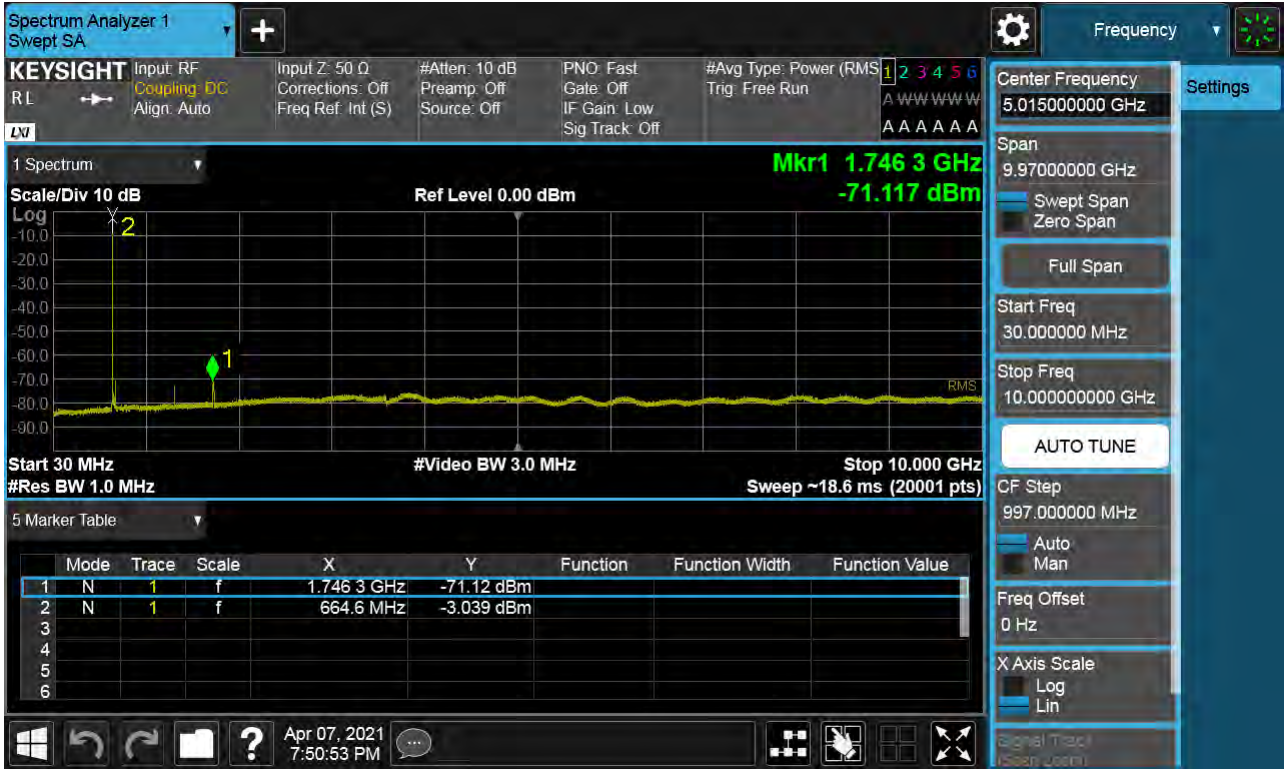 Spectrum Analyzer 1
Swept SA
+
Frequency
KEYSIGHT
R L
LXI
Input: RF
Coupling: DC
Align: Auto
Input Z: 50 Ω
Corrections: Off
Freq Ref: Int (S)
#Atten: 10 dB
Preamp: Off
Source: Off
PNO: Fast
Gate: Off
IF Gain: Low
Sig Track: Off
#Avg Type: Power (RMS
Trig: Free Run
1 2 3 4 5 6
A W W W W W
A A A A A A
1 Spectrum
Mkr1 1.746 3 GHz
-71.117 dBm
Scale/Div 10 dB
Ref Level 0.00 dBm
Log
-10.0
-20.0
-30.0
-40.0
-50.0
-60.0
-70.0
-80.0
-90.0
2
1
RMS
Start 30 MHz
#Video BW 3.0 MHz
Stop 10.000 GHz
#Res BW 1.0 MHz
Sweep ~18.6 ms (20001 pts)
5 Marker Table
Mode Trace Scale X Y Function Function Width Function Value
1 N 1 f 1.746 3 GHz -71.12 dBm
2 N 1 f 664.6 MHz -3.039 dBm
3
4
5
6
?
Apr 07, 2021
7:50:53 PM
Center Frequency
5.015000000 GHz
Settings
Span
9.97000000 GHz
Swept Span
Zero Span
Full Span
Start Freq
30.000000 MHz
Stop Freq
10.000000000 GHz
AUTO TUNE
CF Step
997.000000 MHz
Auto
Man
Freq Offset
0 Hz
X Axis Scale
Log
Lin
Signal Track
(Span Zoom)